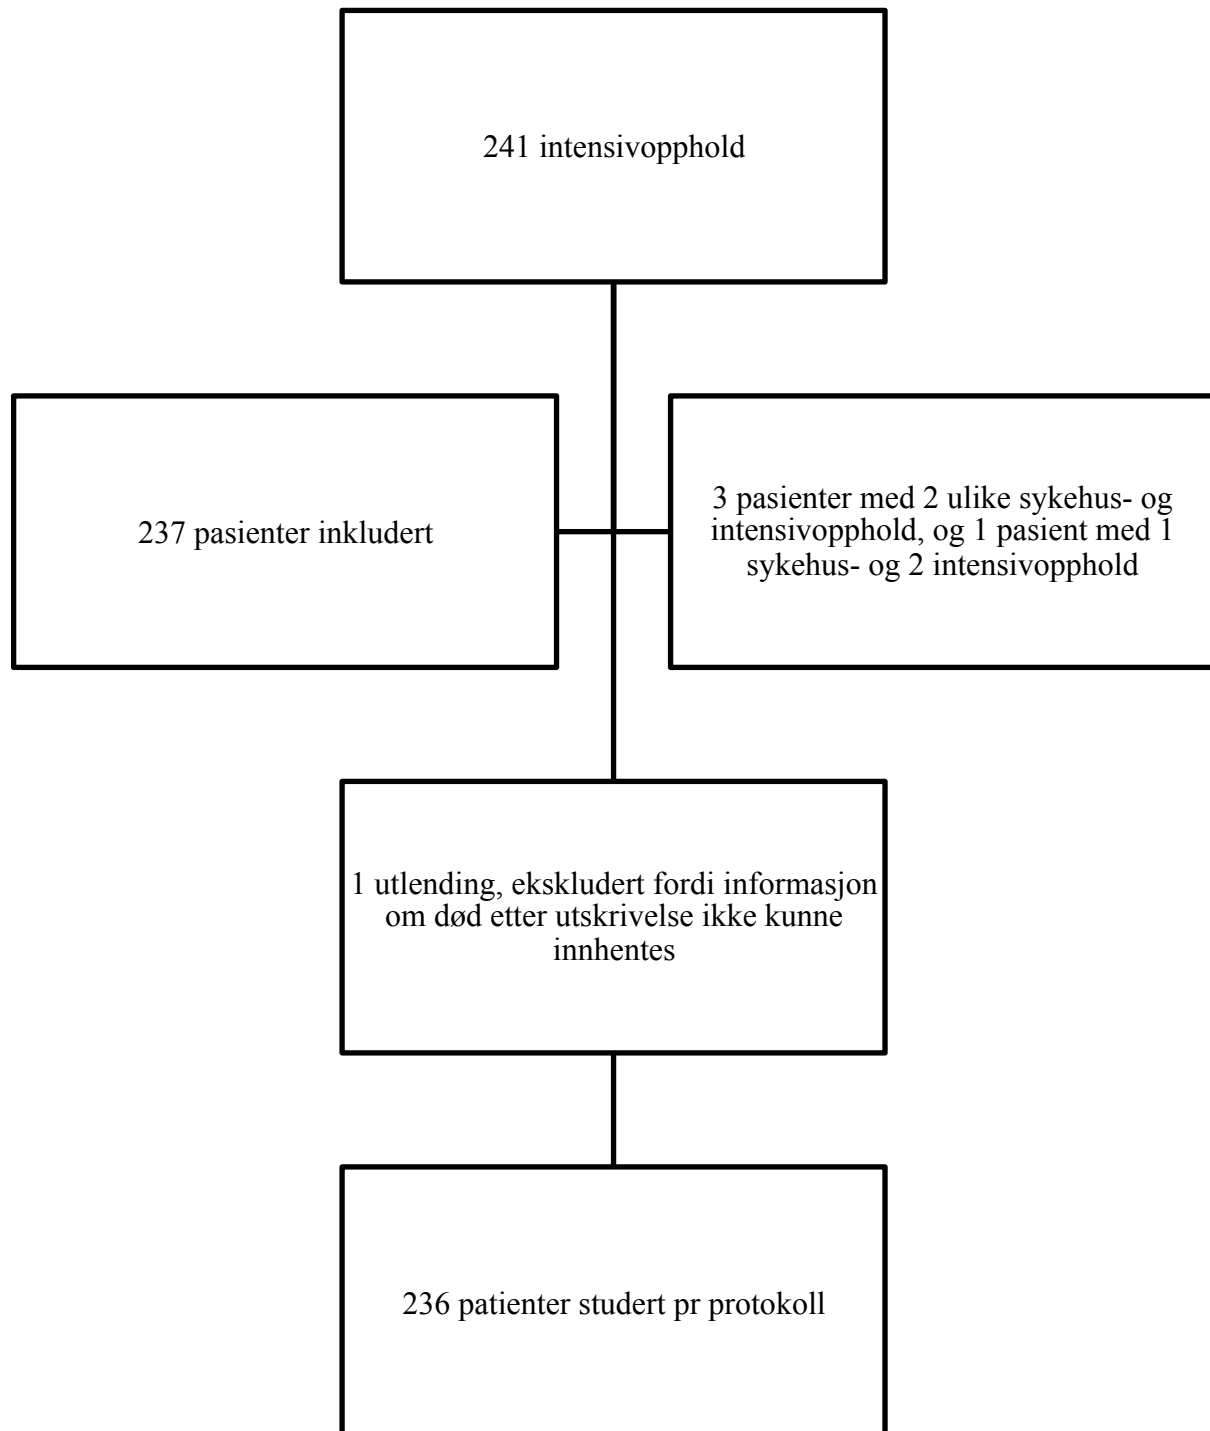 241 intensivopphold
237 pasienter inkludert
3 pasienter med 2 ulike sykehus- og
intensivopphold, og 1 pasient med 1
sykehus- og 2 intensivopphold
1 utlending, ekskludert fordi informasjon
om død etter utskrivelse ikke kunne
innhentes
236 patienter studert pr protokoll